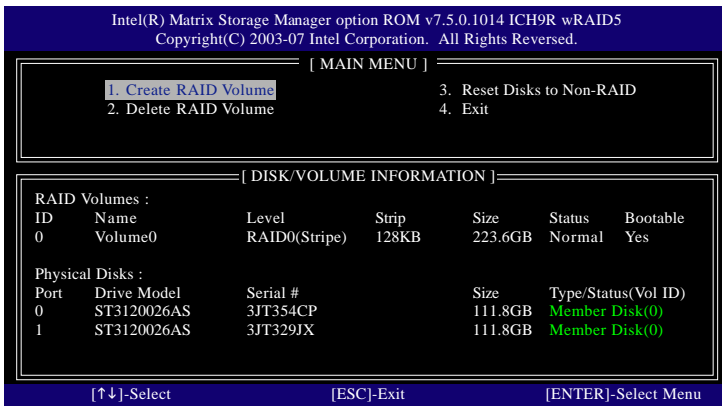 Intel(R) Matrix Storage Manager option ROM v7.5.0.1014 ICH9R wRAID5
Copyright(C) 2003-07 Intel Corporation. All Rights Reversed.
[ MAIN MENU ]
1. Create RAID Volume 3. Reset Disks to Non-RAID
2. Delete RAID Volume 4. Exit
[ DISK/VOLUME INFORMATION ]
RAID Volumes :
ID Name Level Strip Size Status Bootable
0 Volume0 RAID0(Stripe) 128KB 223.6GB Normal Yes
Physical Disks :
Port Drive Model Serial # Size Type/Status(Vol ID)
0 ST3120026AS 3JT354CP 111.8GB Member Disk(0)
1 ST3120026AS 3JT329JX 111.8GB Member Disk(0)
[↑↓]-Select [ESC]-Exit [ENTER]-Select Menu